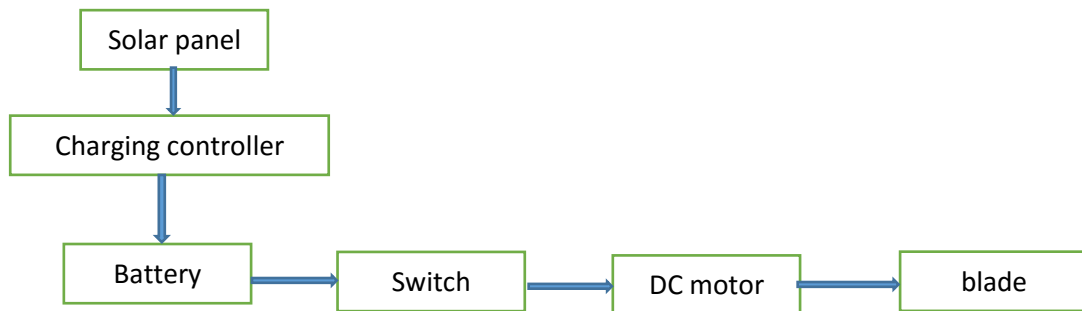 Solar panel
Charging controller
Battery
Switch
DC motor
blade